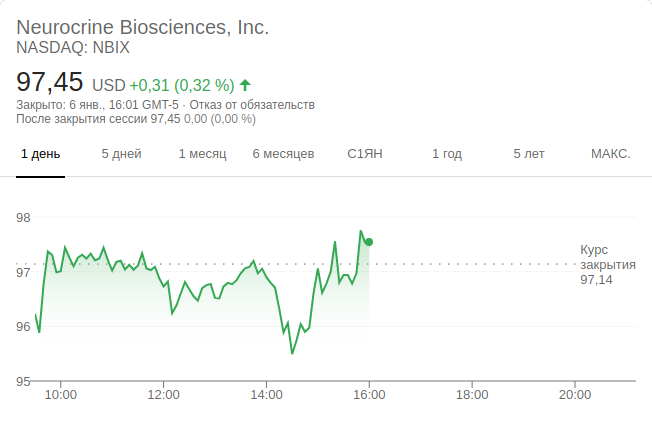 Neurocrine Biosciences, Inc.
NASDAQ: NBIX
97,45 USD +0,31 (0,32 %)
Закрыто: 6 янв., 16:01 GMT-5 · Отказ от обязательств
После закрытия сессии 97,45 0,00 (0,00 %)
1 день 5 дней 1 месяц 6 месяцев С1ЯН 1 год 5 лет МАКС.
98
97
96
95
Курс
закрытия
97,14
10:00 12:00 14:00 16:00 18:00 20:00